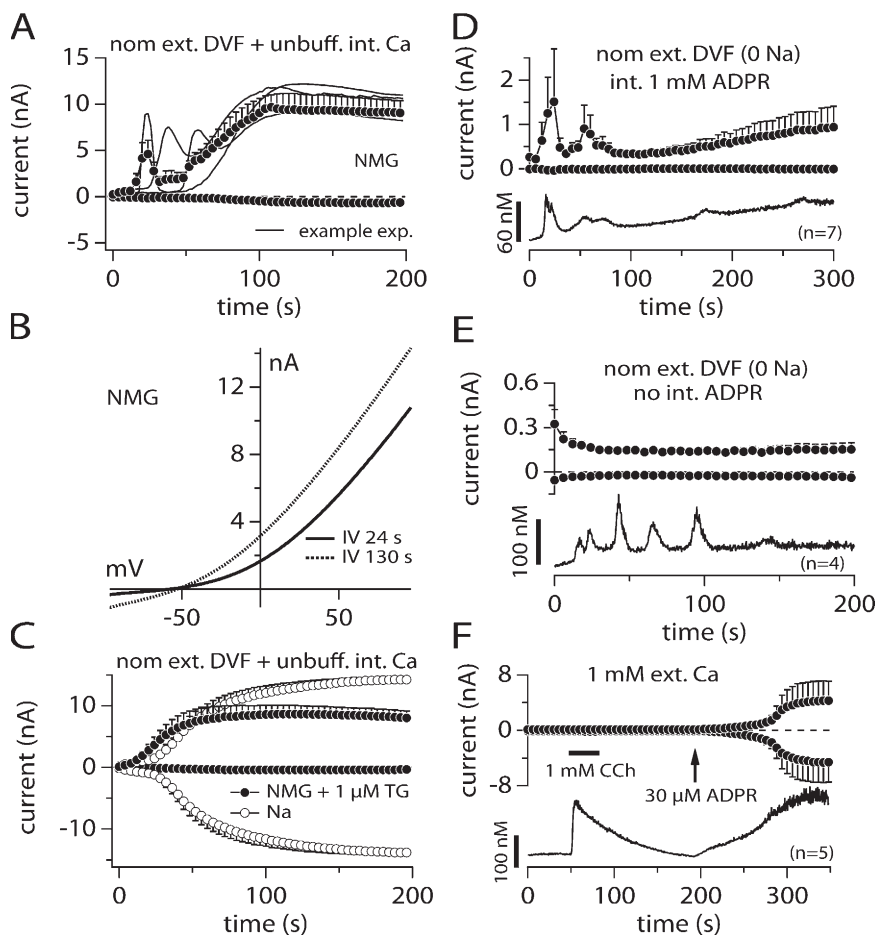 A
nom ext. DVF + unbuff. int. Ca
15
10
5
0
-5
current (nA)
NMG
example exp.
0
100
200
time (s)
B
nA
NMG
12
8
4
IV 24 s
IV 130 s
mV
-50
50
C
nom ext. DVF + unbuff. int. Ca
10
0
-10
current (nA)
NMG + 1 µM TG
Na
0
100
200
time (s)
D
nom ext. DVF (0 Na)
int. 1 mM ADPR
2
1
0
current (nA)
60 nM
(n=7)
0
100
200
300
time (s)
E
nom ext. DVF (0 Na)
no int. ADPR
0.6
0.3
0
current (nA)
100 nM
(n=4)
0
100
200
time (s)
F
1 mM ext. Ca
8
0
-8
current (nA)
1 mM CCh
30 µM ADPR
100 nM
(n=5)
0
100
200
300
time (s)